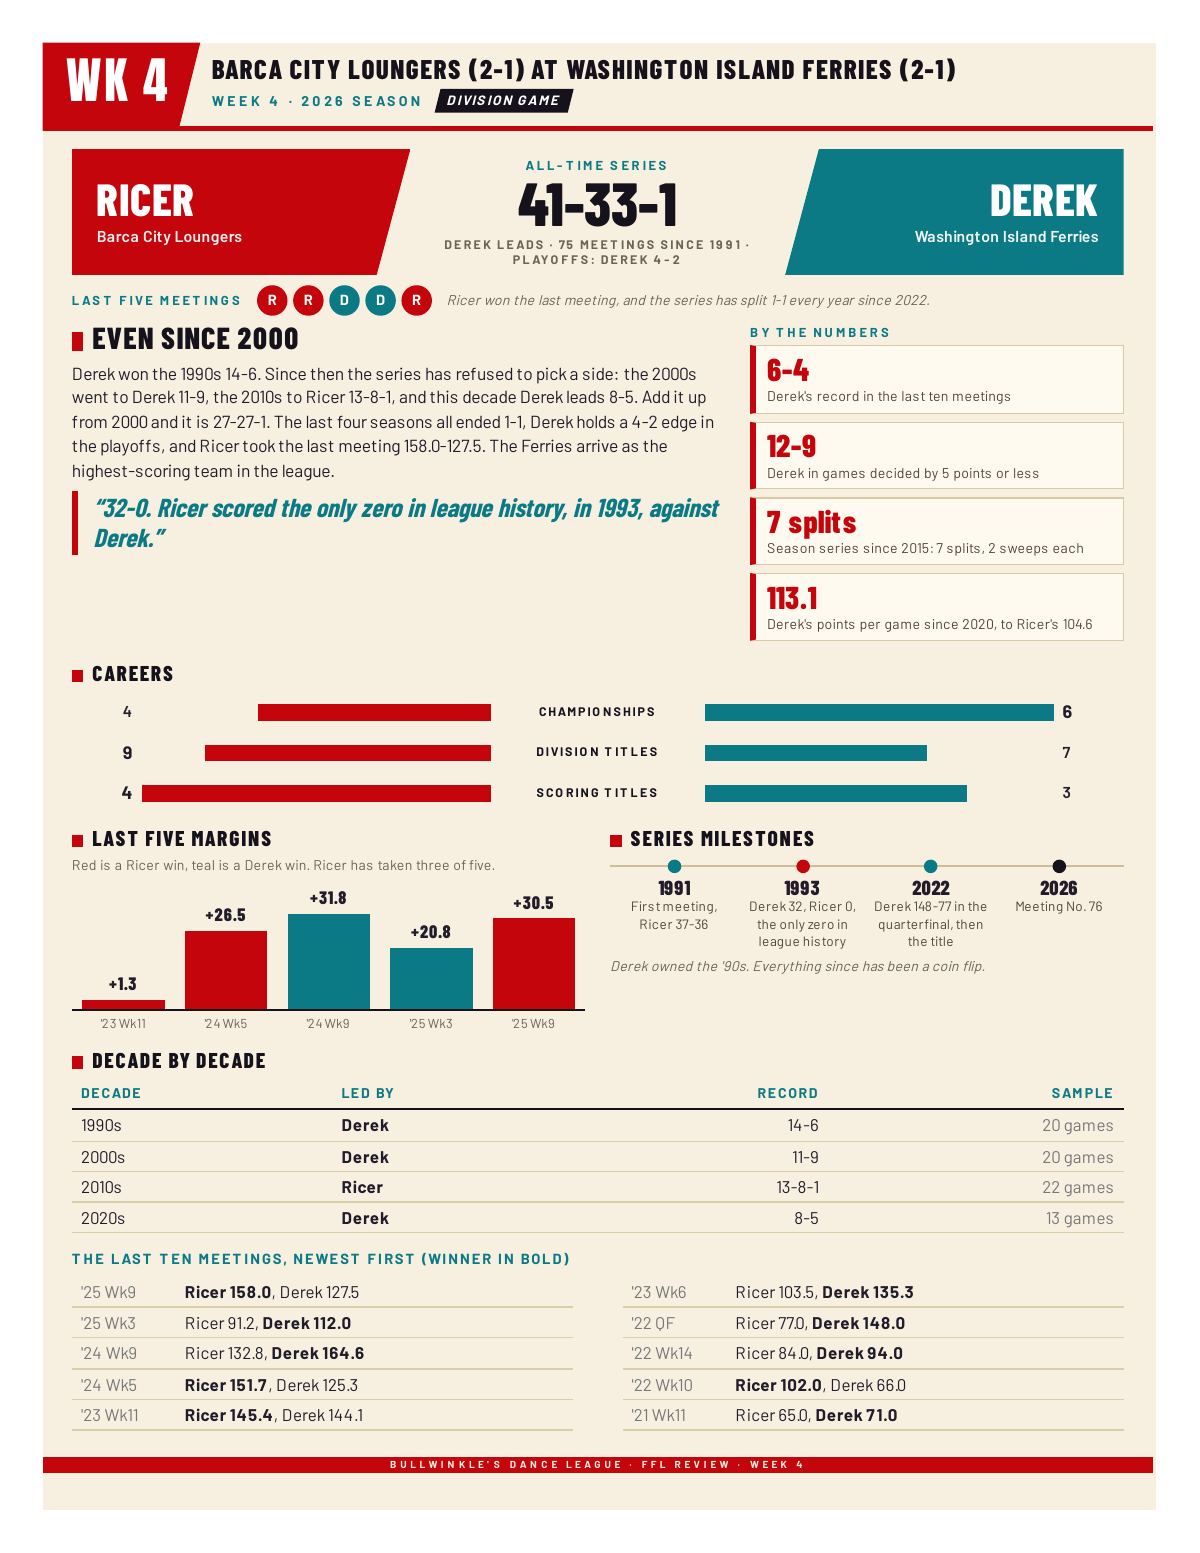 WK 4
BARCA CITY LOUNGERS (2-1) AT WASHINGTON ISLAND FERRIES (2-1)
WEEK 4 · 2026 SEASON
DIVISION GAME
RICER
Barca City Loungers
ALL-TIME SERIES
41-33-1
DEREK LEADS · 75 MEETINGS SINCE 1991 ·
PLAYOFFS: DEREK 4-2
DEREK
Washington Island Ferries
LAST FIVE MEETINGS R R D D R Ricer won the last meeting, and the series has split 1-1 every year since 2022.
EVEN SINCE 2000
Derek won the 1990s 14-6. Since then the series has refused to pick a side: the 2000s
went to Derek 11-9, the 2010s to Ricer 13-8-1, and this decade Derek leads 8-5. Add it up
from 2000 and it is 27-27-1. The last four seasons all ended 1-1, Derek holds a 4-2 edge in
the playoffs, and Ricer took the last meeting 158.0-127.5. The Ferries arrive as the
highest-scoring team in the league.
“32-0. Ricer scored the only zero in league history, in 1993, against
Derek.”
BY THE NUMBERS
6-4
Derek's record in the last ten meetings
12-9
Derek in games decided by 5 points or less
7 splits
Season series since 2015: 7 splits, 2 sweeps each
113.1
Derek's points per game since 2020, to Ricer's 104.6
CAREERS
4 CHAMPIONSHIPS 6
9 DIVISION TITLES 7
4 SCORING TITLES 3
LAST FIVE MARGINS
Red is a Ricer win, teal is a Derek win. Ricer has taken three of five.
+1.3 +26.5 +31.8 +20.8 +30.5
'23 Wk11 '24 Wk5 '24 Wk9 '25 Wk3 '25 Wk9
SERIES MILESTONES
1991
First meeting,
Ricer 37-36
1993
Derek 32, Ricer 0,
the only zero in
league history
2022
Derek 148-77 in the
quarterfinal, then
the title
2026
Meeting No. 76
Derek owned the '90s. Everything since has been a coin flip.
DECADE BY DECADE
DECADE LED BY RECORD SAMPLE
1990s Derek 14-6 20 games
2000s Derek 11-9 20 games
2010s Ricer 13-8-1 22 games
2020s Derek 8-5 13 games
THE LAST TEN MEETINGS, NEWEST FIRST (WINNER IN BOLD)
'25 Wk9 Ricer 158.0, Derek 127.5
'25 Wk3 Ricer 91.2, Derek 112.0
'24 Wk9 Ricer 132.8, Derek 164.6
'24 Wk5 Ricer 151.7, Derek 125.3
'23 Wk11 Ricer 145.4, Derek 144.1
'23 Wk6 Ricer 103.5, Derek 135.3
'22 QF Ricer 77.0, Derek 148.0
'22 Wk14 Ricer 84.0, Derek 94.0
'22 Wk10 Ricer 102.0, Derek 66.0
'21 Wk11 Ricer 65.0, Derek 71.0
BULLWINKLE'S DANCE LEAGUE · FFL REVIEW · WEEK 4